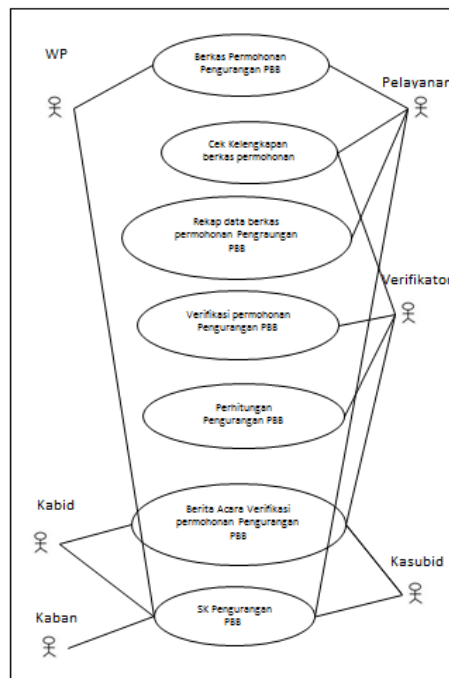 WP
Berkas Permohonan
Pengurangan PBB
Pelayanan
Cek Kelengkapan
berkas permohonan
Rekap data berkas
permohonan Pengraungan
PBB
Verifikator
Verifikasi permohonan
Pengurangan PBB
Perhitungan
Pengurangan PBB
Kabid
Berita Acara Verifikasi
permohonan Pengurangan
PBB
Kasubid
Kaban
SK Pengurangan
PBB